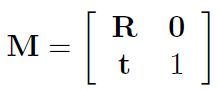 M = [ R 0
t 1 ]